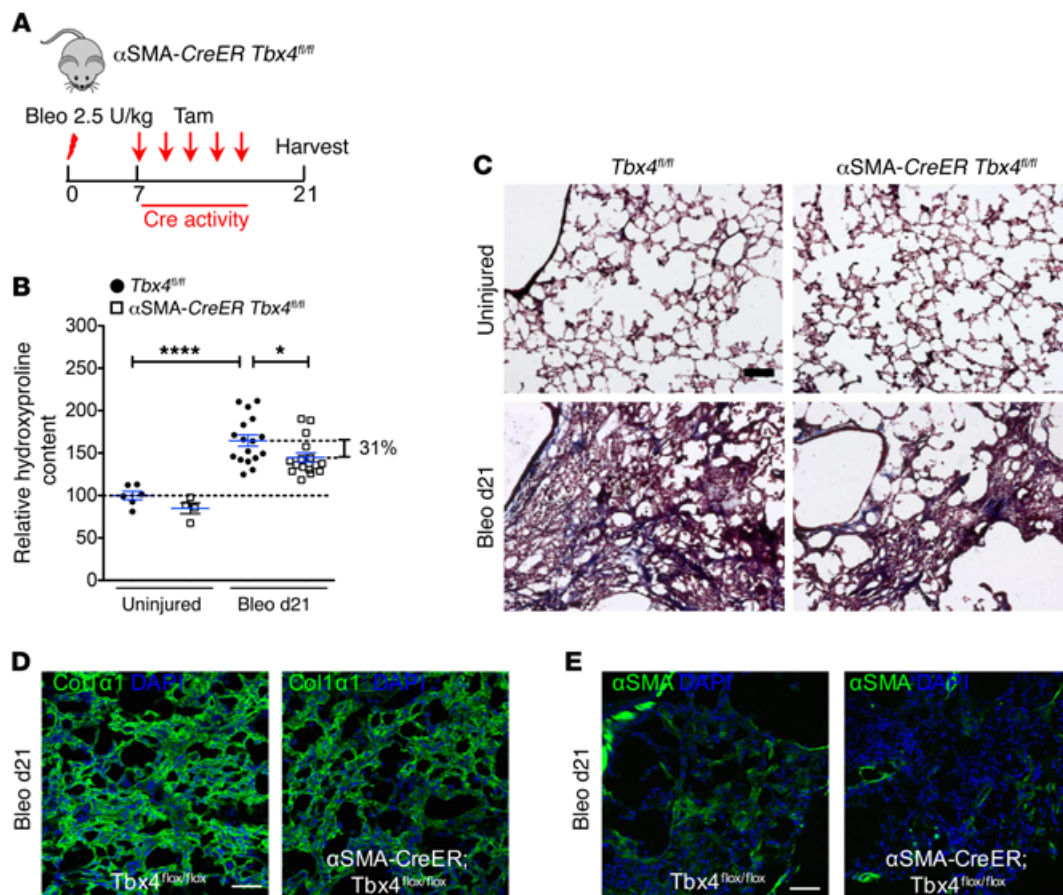 A
αSMA-CreER Tbx4fl/fl
Bleo 2.5 U/kg Tam
Harvest
0 7 21
Cre activity
B
Tbx4fl/fl
αSMA-CreER Tbx4fl/fl
Relative hydroxyproline
content
300
250
200
150
100
50
0
****
*
31%
Uninjured Bleo d21
C
Tbx4fl/fl αSMA-CreER Tbx4fl/fl
Uninjured
Bleo d21
D
Bleo d21
Col1α1 DAPI
Tbx4flox/flox
Col1α1 DAPI
αSMA-CreER;
Tbx4flox/flox
E
Bleo d21
αSMA DAPI
Tbx4flox/flox
αSMA DAPI
αSMA-CreER;
Tbx4flox/flox